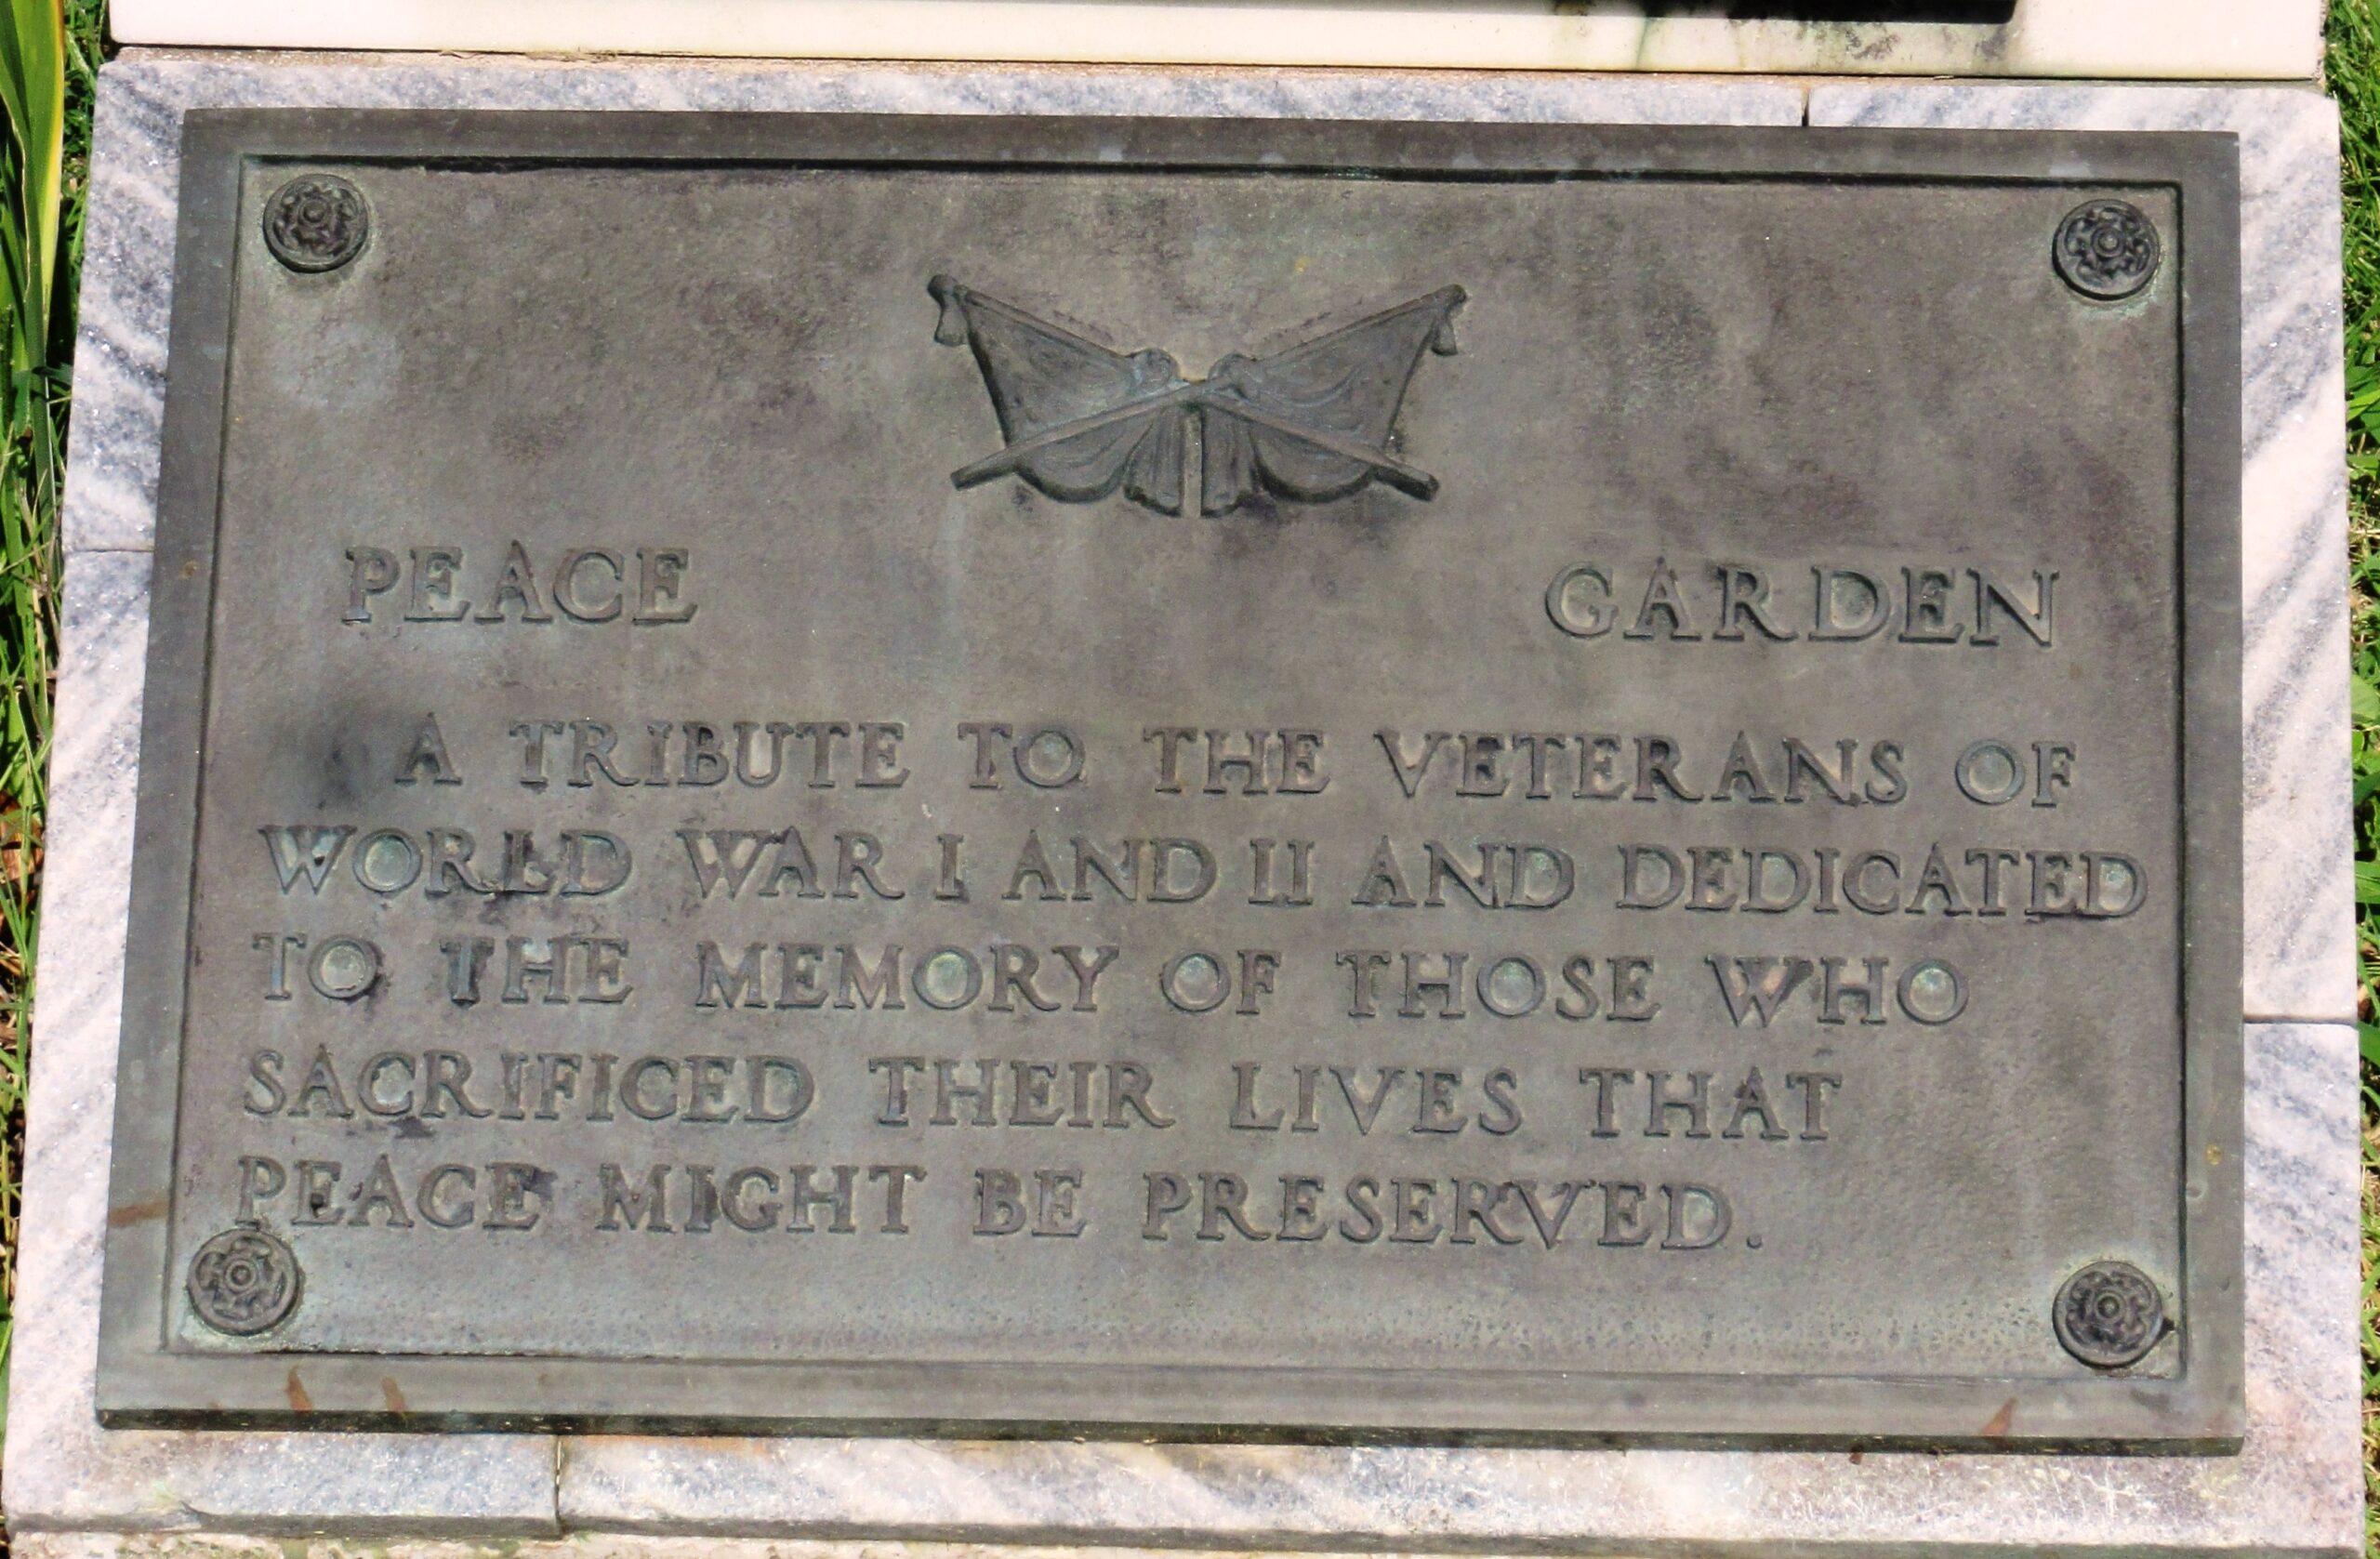 PEACE GARDEN
A TRIBUTE TO THE VETERANS OF
WORLD WAR I AND II AND DEDICATED
TO THE MEMORY OF THOSE WHO
SACRIFICED THEIR LIVES THAT
PEACE MIGHT BE PRESERVED.